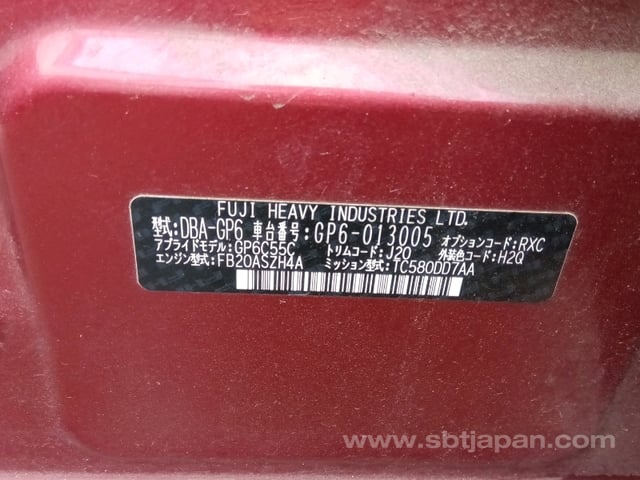 FUJI HEAVY INDUSTRIES LTD.
型式:DBA-GP6 車台番号:GP6-013005 オプションコード:RXC
アプライドモデル:GP6C55C トリムコード:J20 外装色コード:H2Q
エンジン型式:FB20ASZH4A ミッション型式:TC580DD7AA
www.sbtjapan.com